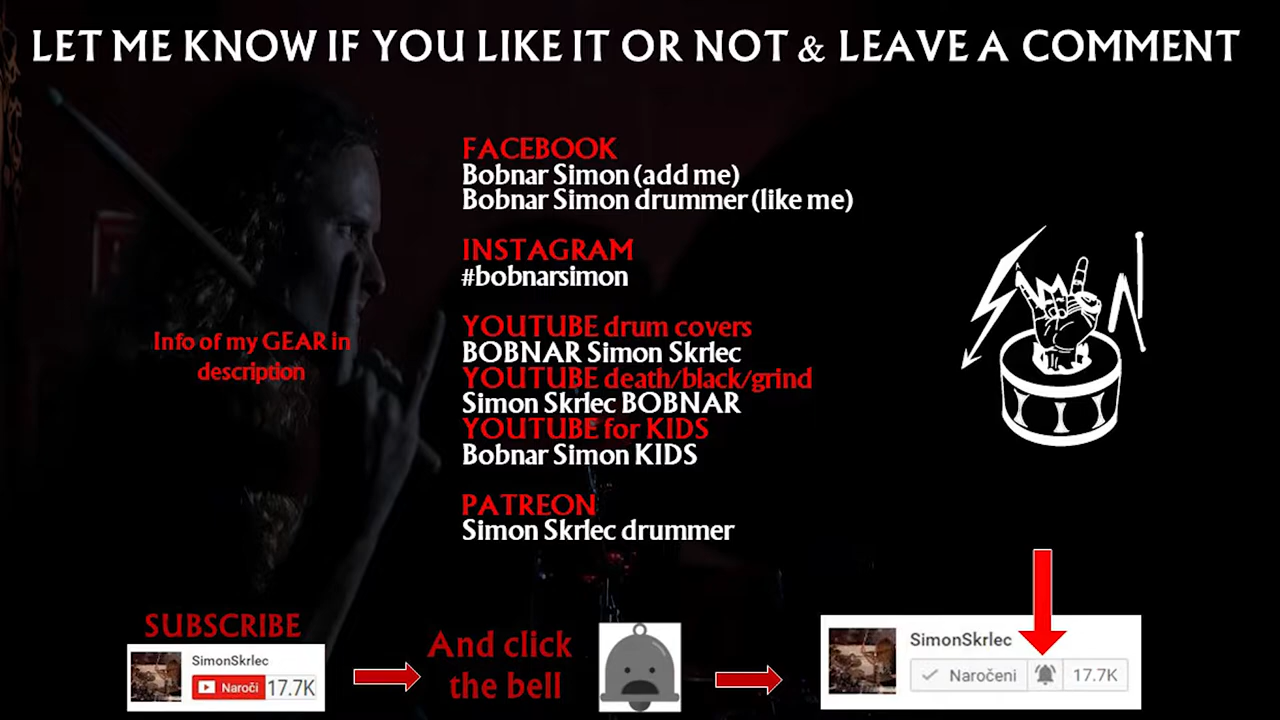 LET ME KNOW IF YOU LIKE IT OR NOT & LEAVE A COMMENT
FACEBOOK
Bobnar Simon (add me)
Bobnar Simon drummer (like me)
INSTAGRAM
#bobnarsimon
YOUTUBE drum covers
BOBNAR Simon Skrlec
YOUTUBE death/black/grind
Simon Skrlec BOBNAR
YOUTUBE for KIDS
Bobnar Simon KIDS
PATREON
Simon Skrlec drummer
Info of my GEAR in
description
SIMON
SUBSCRIBE
SimonSkrlec
Naroči 17.7K
And click
the bell
SimonSkrlec
Naročeni 17.7K